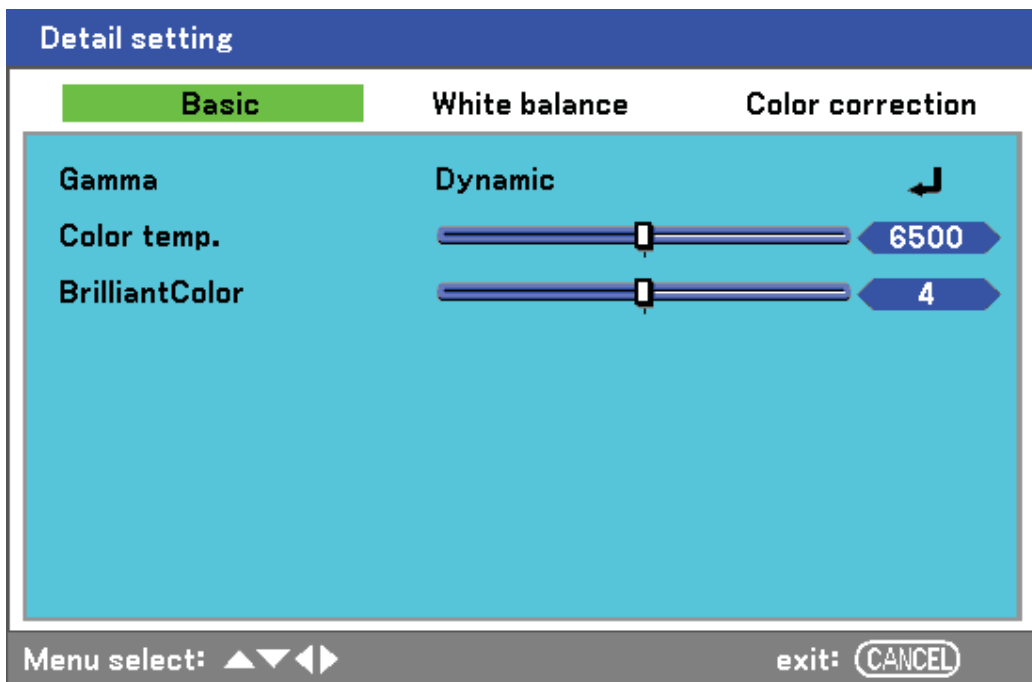 Detail setting
Basic White balance Color correction
Gamma Dynamic
Color temp. 6500
BrilliantColor 4
Menu select: exit: CANCEL